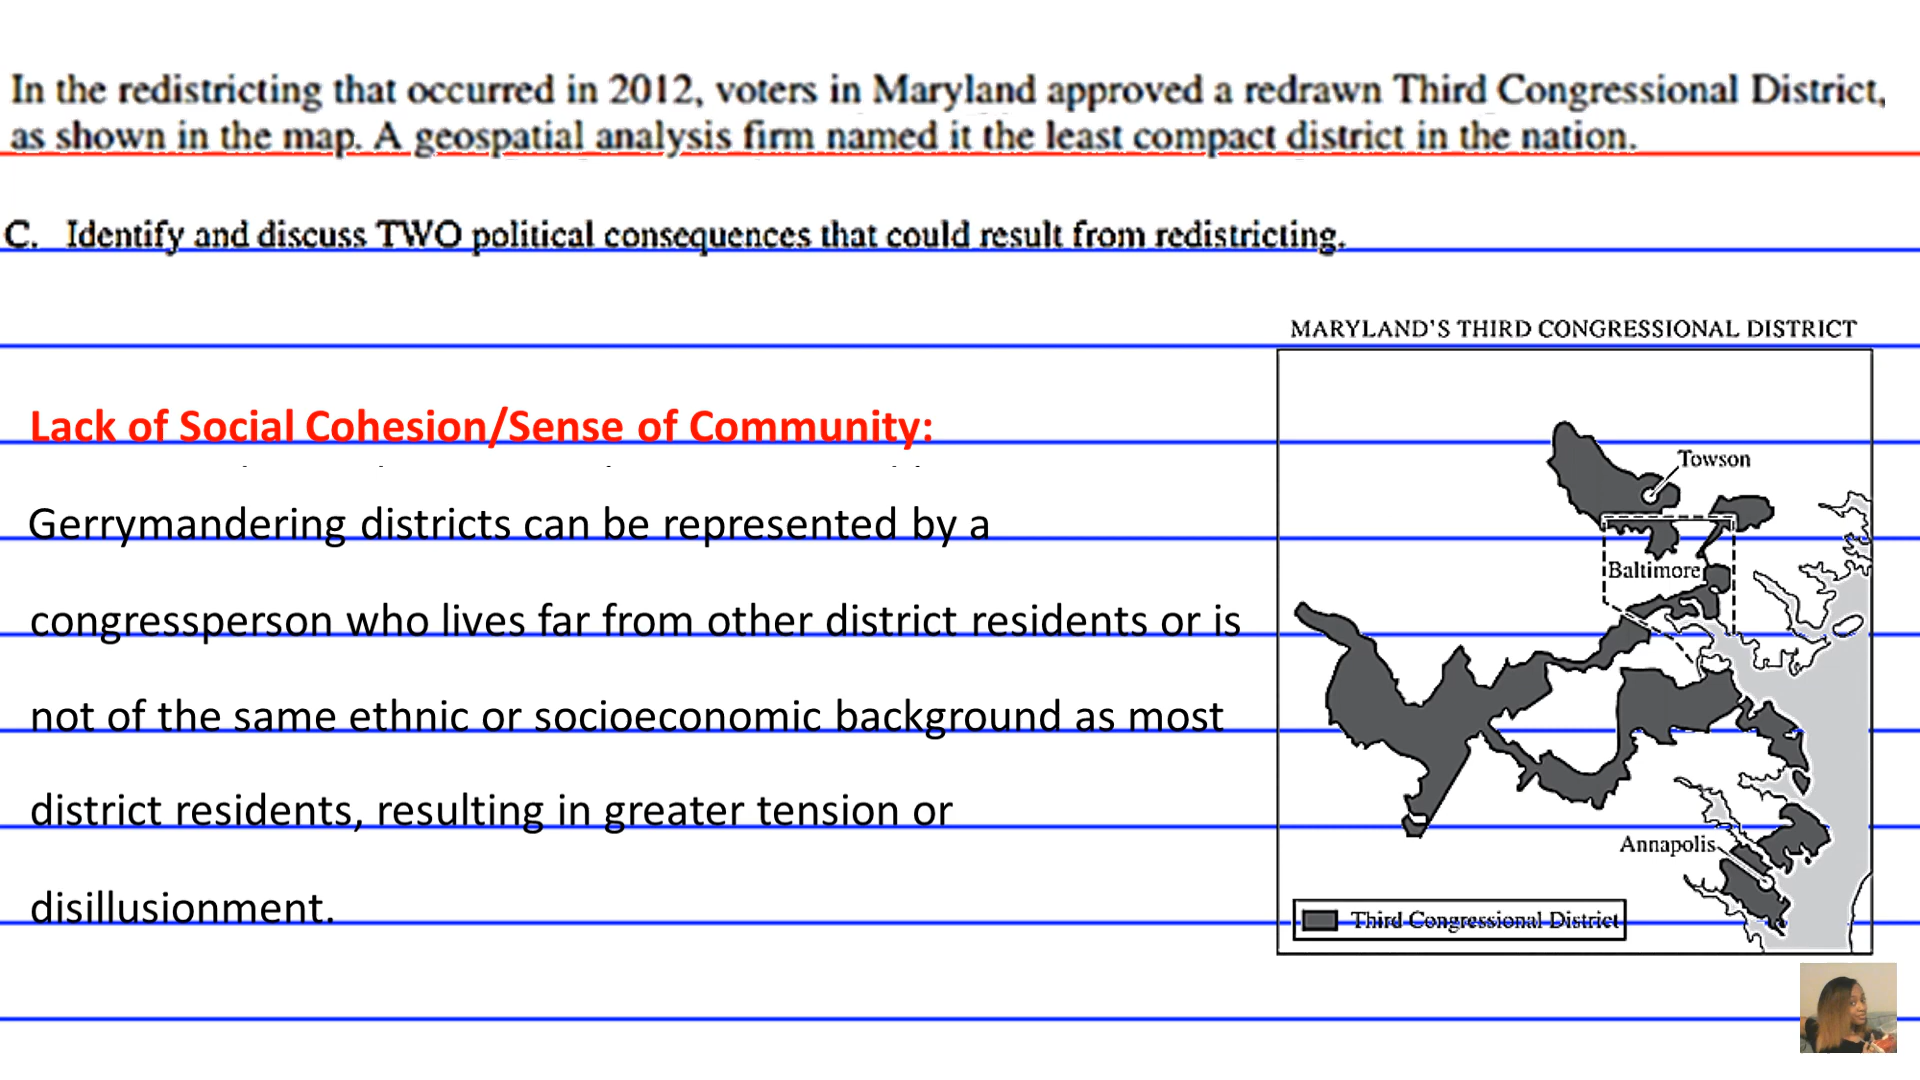 In the redistricting that occurred in 2012, voters in Maryland approved a redrawn Third Congressional District,
as shown in the map. A geospatial analysis firm named it the least compact district in the nation.
C. Identify and discuss TWO political consequences that could result from redistricting.
MARYLAND'S THIRD CONGRESSIONAL DISTRICT
Lack of Social Cohesion/Sense of Community:
Gerrymandering districts can be represented by a
congressperson who lives far from other district residents or is
not of the same ethnic or socioeconomic background as most
district residents, resulting in greater tension or
disillusionment.
Towson
Baltimore
Annapolis
Third Congressional District